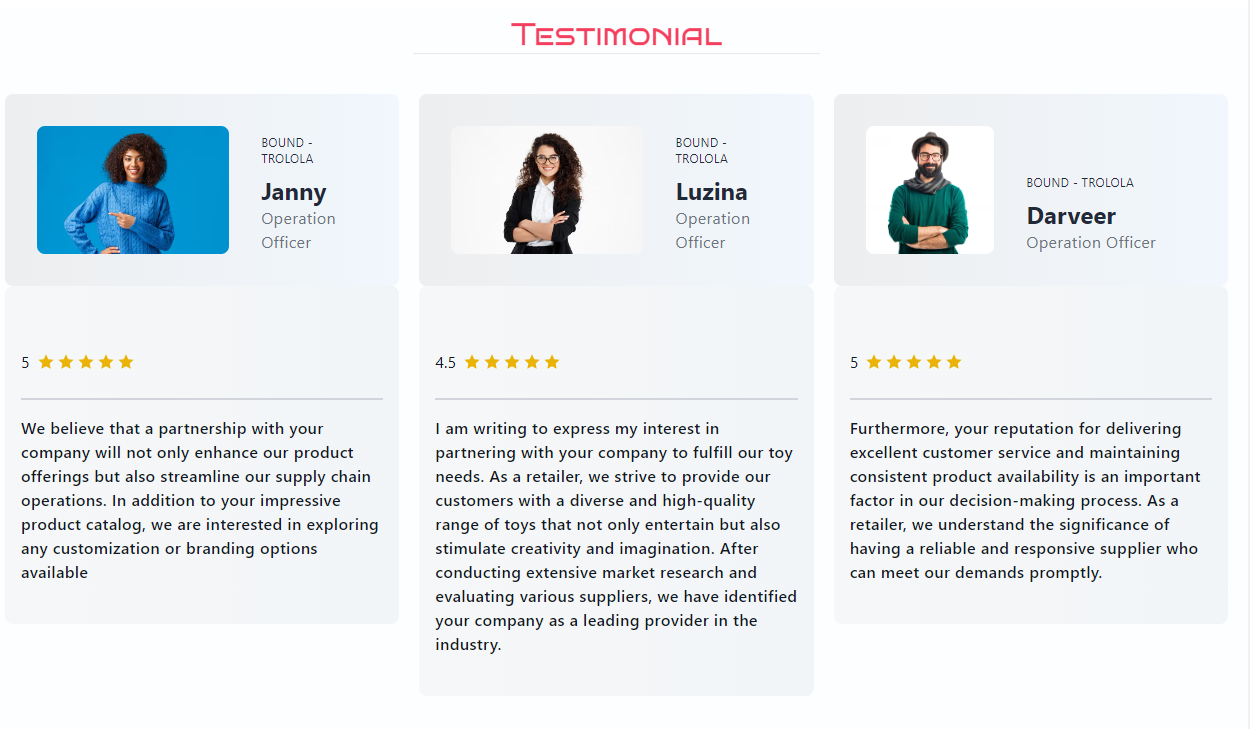 TESTIMONIAL
BOUND -
TROLOLA
Janny
Operation
Officer
5
We believe that a partnership with your
company will not only enhance our product
offerings but also streamline our supply chain
operations. In addition to your impressive
product catalog, we are interested in exploring
any customization or branding options
available
BOUND -
TROLOLA
Luzina
Operation
Officer
4.5
I am writing to express my interest in
partnering with your company to fulfill our toy
needs. As a retailer, we strive to provide our
customers with a diverse and high-quality
range of toys that not only entertain but also
stimulate creativity and imagination. After
conducting extensive market research and
evaluating various suppliers, we have identified
your company as a leading provider in the
industry.
BOUND - TROLOLA
Darveer
Operation Officer
5
Furthermore, your reputation for delivering
excellent customer service and maintaining
consistent product availability is an important
factor in our decision-making process. As a
retailer, we understand the significance of
having a reliable and responsive supplier who
can meet our demands promptly.